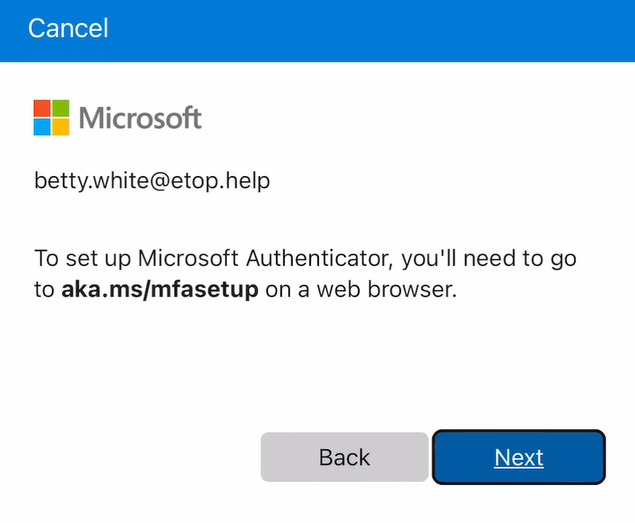 Cancel
Microsoft
betty.white@etop.help
To set up Microsoft Authenticator, you'll need to go
to aka.ms/mfasetup on a web browser.
Back
Next